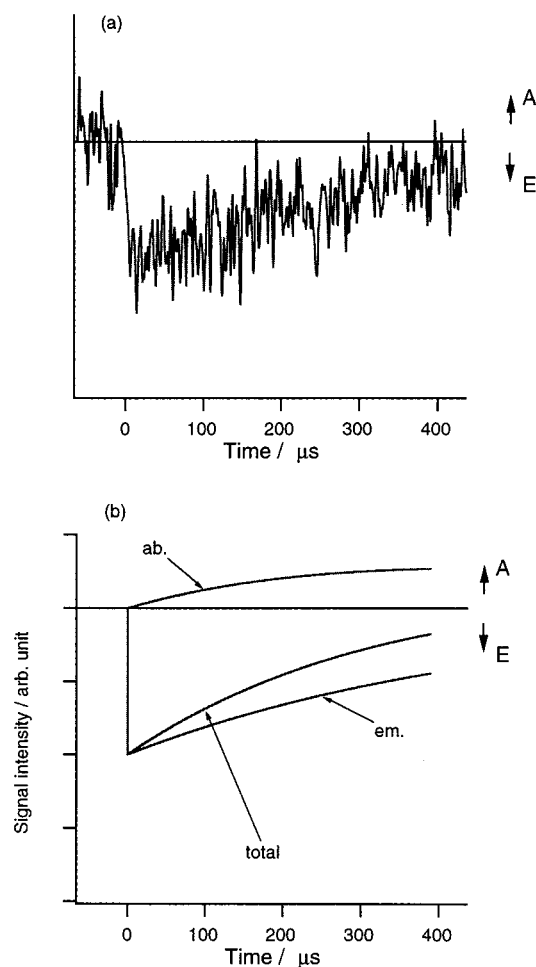 (a)
A
E
0 100 200 300 400
Time / μs
(b)
ab.
A
E
em.
total
Signal intensity / arb. unit
0 100 200 300 400
Time / μs